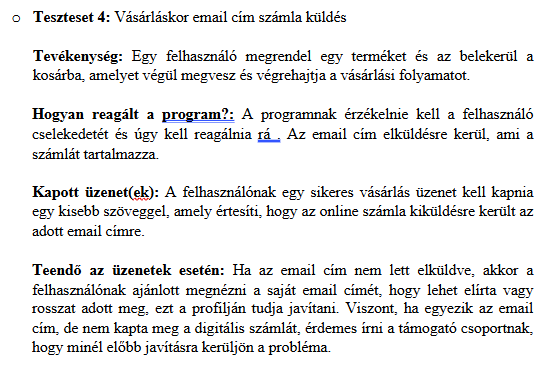 o Teszteset 4: Vásárláskor email cím számla küldés
Tevékenység: Egy felhasználó megrendel egy terméket és az belekerül a
kosárba, amelyet végül megvesz és végrehajtja a vásárlási folyamatot.
Hogyan reagált a program?: A programnak érzékelnie kell a felhasználó
cselekedetét és úgy kell reagálnia rá . Az email cím elküldésre kerül, ami a
számlát tartalmazza.
Kapott üzenet(ek): A felhasználónak egy sikeres vásárlás üzenet kell kapnia
egy kisebb szöveggel, amely értesíti, hogy az online számla kiküldésre került az
adott email címre.
Teendő az üzenetek esetén: Ha az email cím nem lett elküldve, akkor a
felhasználónak ajánlott megnézni a saját email címét, hogy lehet elírta vagy
rosszat adott meg, ezt a profilján tudja javítani. Viszont, ha egyezik az email
cím, de nem kapta meg a digitális számlát, érdemes írni a támogató csoportnak,
hogy minél előbb javításra kerüljön a probléma.